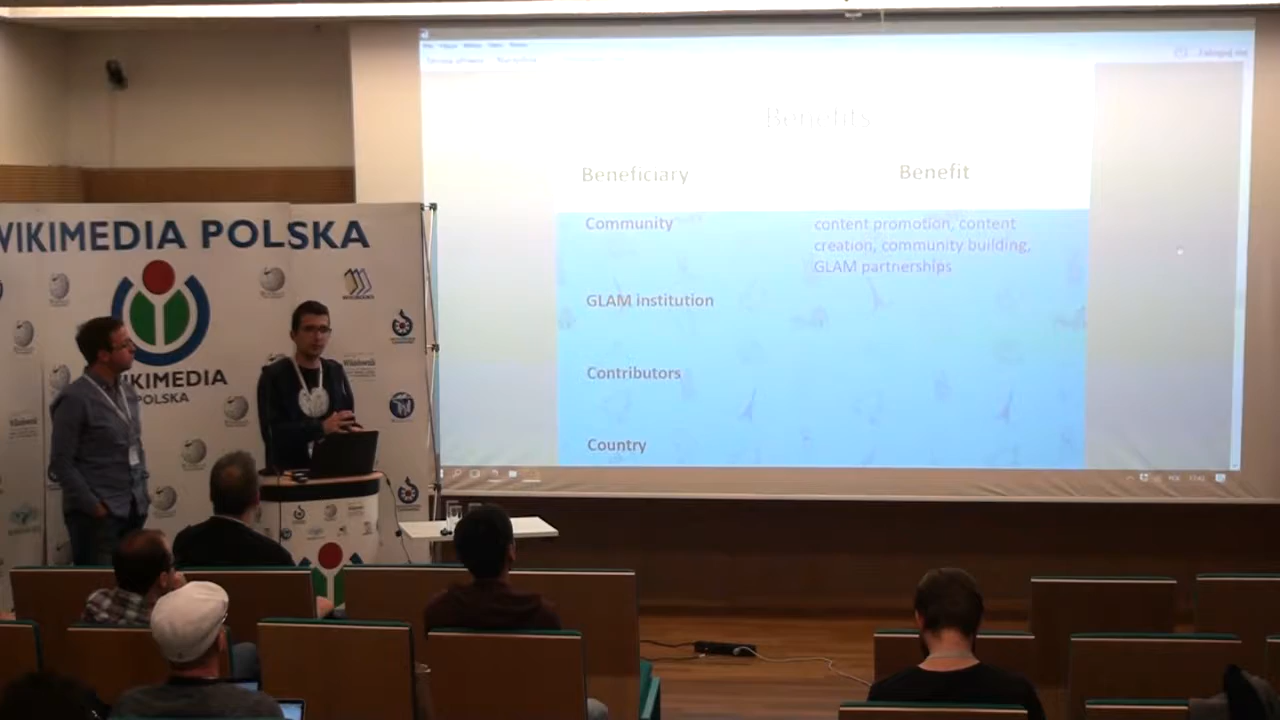 Benefits
Beneficiary Benefit
Community content promotion, content
creation, community building,
GLAM partnerships
GLAM institution
Contributors
Country
WIKIMEDIA POLSKA
WIKIMEDIA
POLSKA